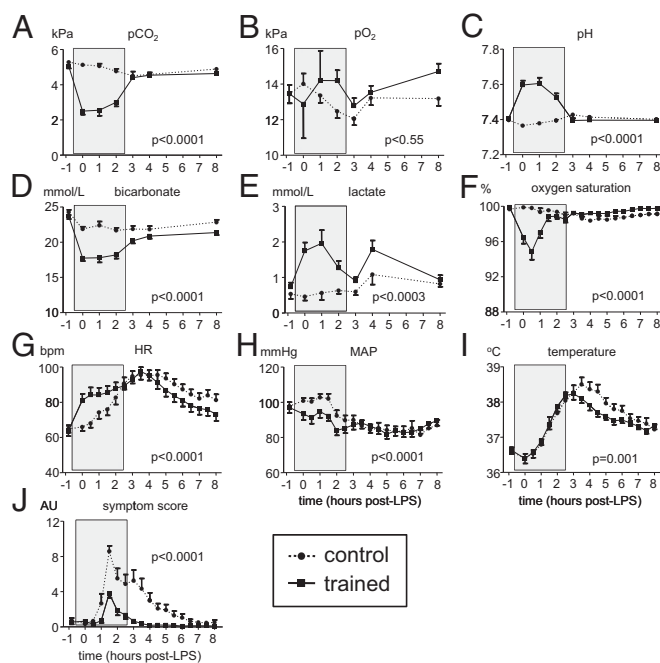 A kPa pCO2
6
4
2
0
-1 0 1 2 3 4 5 6 7 8
p<0.0001
B kPa pO2
16
14
12
10
-1 0 1 2 3 4 5 6 7 8
p<0.55
C pH
7.8
7.6
7.4
7.2
-1 0 1 2 3 4 5 6 7 8
p<0.0001
D mmol/L bicarbonate
25
20
15
10
-1 0 1 2 3 4 5 6 7 8
p<0.0001
E mmol/L lactate
3
2
1
0
-1 0 1 2 3 4 5 6 7 8
p<0.0003
F % oxygen saturation
100
96
92
88
-1 0 1 2 3 4 5 6 7 8
p<0.0001
G bpm HR
100
80
60
40
-1 0 1 2 3 4 5 6 7 8
p<0.0001
H mmHg MAP
120
100
80
60
-1 0 1 2 3 4 5 6 7 8
p<0.0001
time (hours post-LPS)
I ºC temperature
39
38
37
36
-1 0 1 2 3 4 5 6 7 8
p=0.001
time (hours post-LPS)
J AU symptom score
12
8
4
0
-1 0 1 2 3 4 5 6 7 8
p<0.0001
time (hours post-LPS)
control
trained